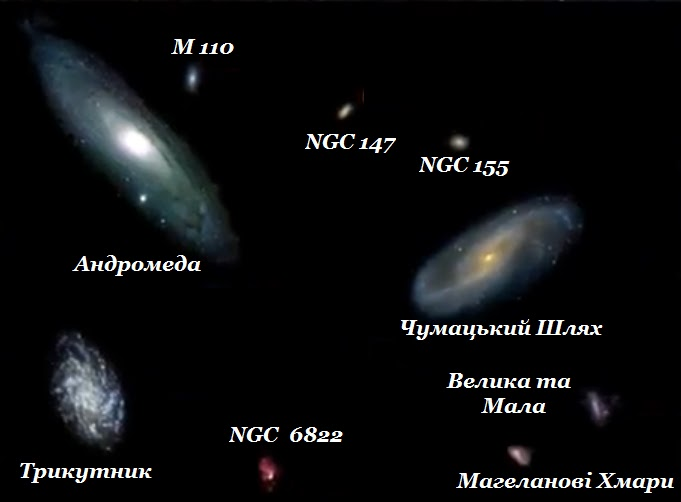 M 110
NGC 147
NGC 155
Андромеда
Чумацький Шлях
Велика та
Мала
NGC 6822
Трикутник
Магеланові Хмари